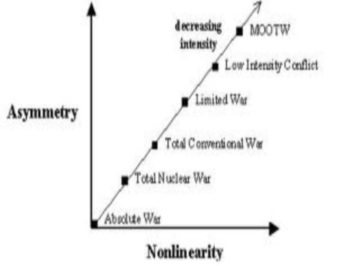 decreasing
intensity
MOOTW
Low Intensity Conflict
Limited War
Asymmetry
Total Conventional War
Total Nuclear War
Absolute War
Nonlinearity